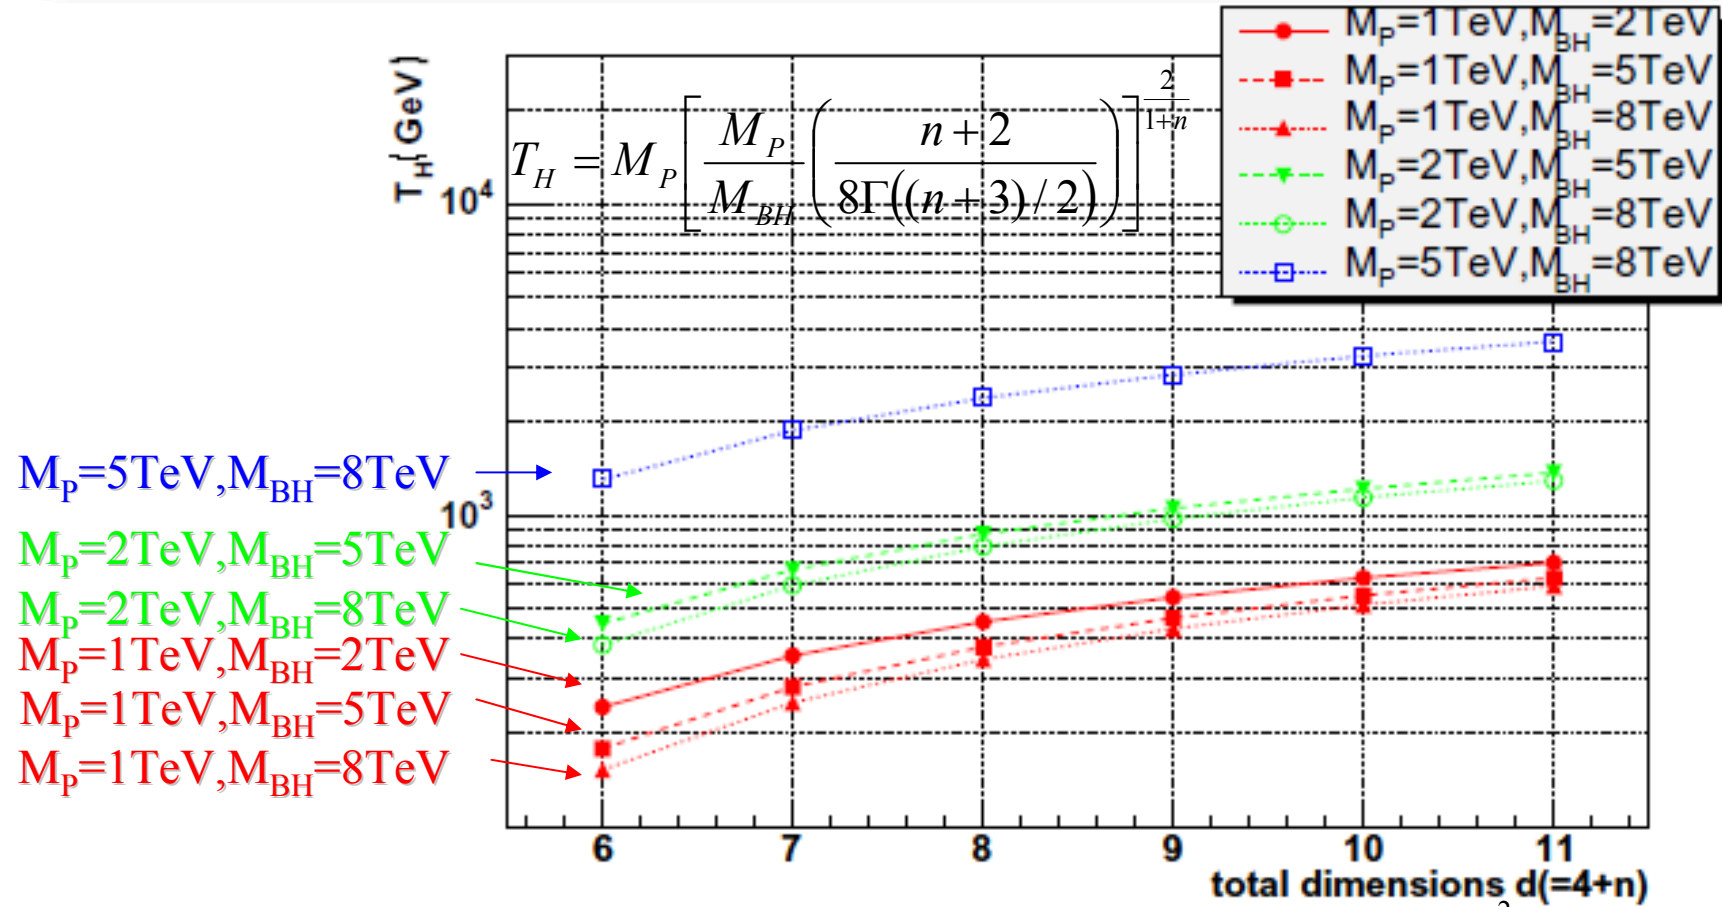 M_P=1TeV,M_BH=2TeV
M_P=1TeV,M_BH=5TeV
M_P=1TeV,M_BH=8TeV
M_P=2TeV,M_BH=5TeV
M_P=2TeV,M_BH=8TeV
M_P=5TeV,M_BH=8TeV
T_H{GeV}
T_H = M_P [ M_P / M_BH ( n + 2 / 8Γ((n + 3) / 2) ) ]^(2 / 1+n)
10^4
10^3
M_P=5TeV,M_BH=8TeV
M_P=2TeV,M_BH=5TeV
M_P=2TeV,M_BH=8TeV
M_P=1TeV,M_BH=2TeV
M_P=1TeV,M_BH=5TeV
M_P=1TeV,M_BH=8TeV
6 7 8 9 10 11
total dimensions d(=4+n)
2